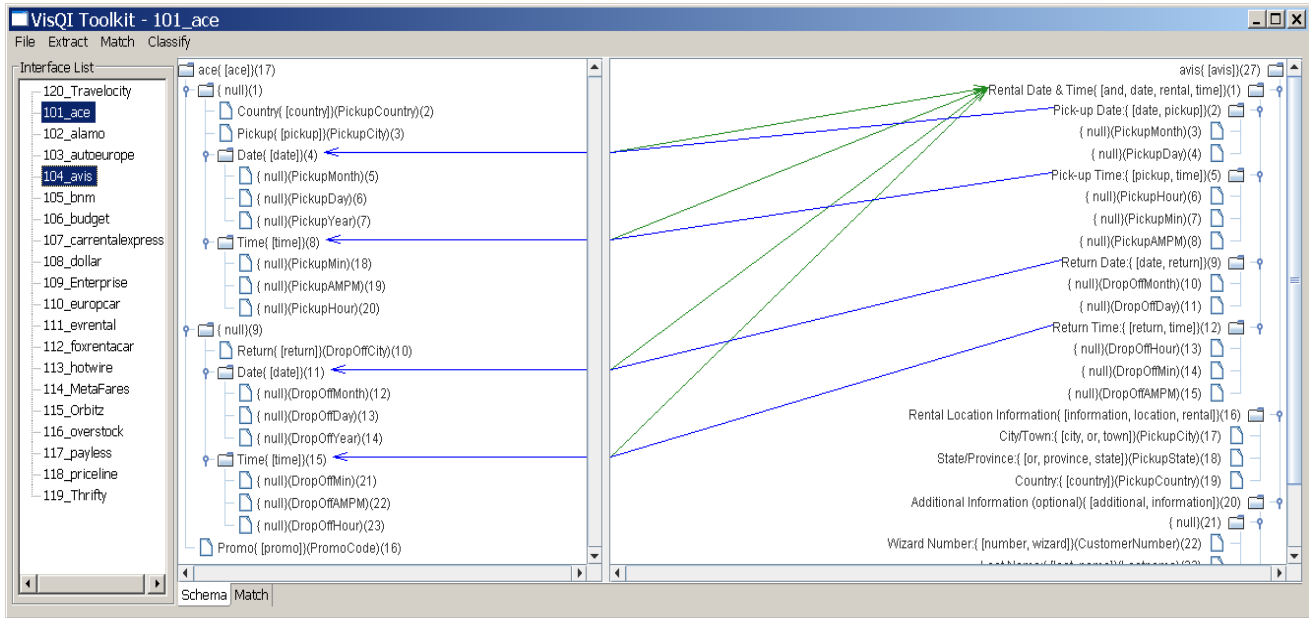 VisQI Toolkit - 101_ace
File Extract Match Classify
Interface List
120_Travelocity
101_ace
102_alamo
103_autoeurope
104_avis
105_bnm
106_budget
107_carrentalexpress
108_dollar
109_Enterprise
110_europcar
111_evrental
112_foxrentacar
113_hotwire
114_MetaFares
115_Orbitz
116_overstock
117_payless
118_priceline
119_Thrifty
ace{ [ace]}(17)
{ null}(1)
Country{ [country]}(PickupCountry)(2)
Pickup{ [pickup]}(PickupCity)(3)
Date{ [date]}(4)
{ null}(PickupMonth)(5)
{ null}(PickupDay)(6)
{ null}(PickupYear)(7)
Time{ [time]}(8)
{ null}(PickupMin)(18)
{ null}(PickupAMPM)(19)
{ null}(PickupHour)(20)
{ null}(9)
Return{ [return]}(DropOffCity)(10)
Date{ [date]}(11)
{ null}(DropOffMonth)(12)
{ null}(DropOffDay)(13)
{ null}(DropOffYear)(14)
Time{ [time]}(15)
{ null}(DropOffMin)(21)
{ null}(DropOffAMPM)(22)
{ null}(DropOffHour)(23)
Promo{ [promo]}(PromoCode)(16)
avis{ [avis]}(27)
Rental Date & Time{ [and, date, rental, time]}(1)
Pick-up Date:{ [date, pickup]}(2)
{ null}(PickupMonth)(3)
{ null}(PickupDay)(4)
Pick-up Time:{ [pickup, time]}(5)
{ null}(PickupHour)(6)
{ null}(PickupMin)(7)
{ null}(PickupAMPM)(8)
Return Date:{ [date, return]}(9)
{ null}(DropOffMonth)(10)
{ null}(DropOffDay)(11)
Return Time:{ [return, time]}(12)
{ null}(DropOffHour)(13)
{ null}(DropOffMin)(14)
{ null}(DropOffAMPM)(15)
Rental Location Information{ [information, location, rental]}(16)
City/Town:{ [city, or, town]}(PickupCity)(17)
State/Province:{ [or, province, state]}(PickupState)(18)
Country:{ [country]}(PickupCountry)(19)
Additional Information (optional){ [additional, information]}(20)
{ null}(21)
Wizard Number:{ [number, wizard]}(CustomerNumber)(22)
Schema Match